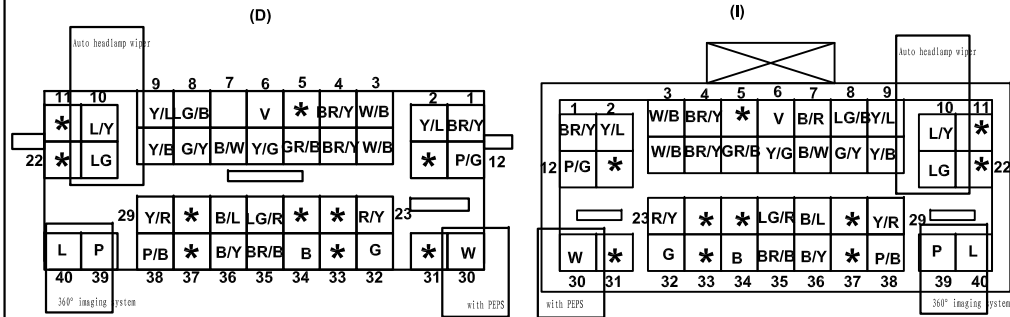 (D)
Auto headlamp wiper
9 8 7 6 5 4 3
11 10 2 1
* L/Y Y/L LG/B V * BR/Y W/B Y/L BR/Y
22 * LG Y/B G/Y B/W Y/G GR/B BR/Y W/B * P/G 12
29 Y/R * B/L LG/R * * R/Y 23
L P P/B * B/Y BR/B B * G * W
40 39 38 37 36 35 34 33 32 31 30
360° imaging system
with PEPS
(I)
Auto headlamp wiper
3 4 5 6 7 8 9
1 2 10 11
BR/Y Y/L W/B BR/Y * V B/R LG/B Y/L L/Y *
12 P/G * W/B BR/Y GR/B Y/G B/W G/Y Y/B LG * 22
23 R/Y * * LG/R B/L * Y/R 29
W * G * B BR/B B/Y * P/B P L
30 31 32 33 34 35 36 37 38 39 40
with PEPS
360° imaging system